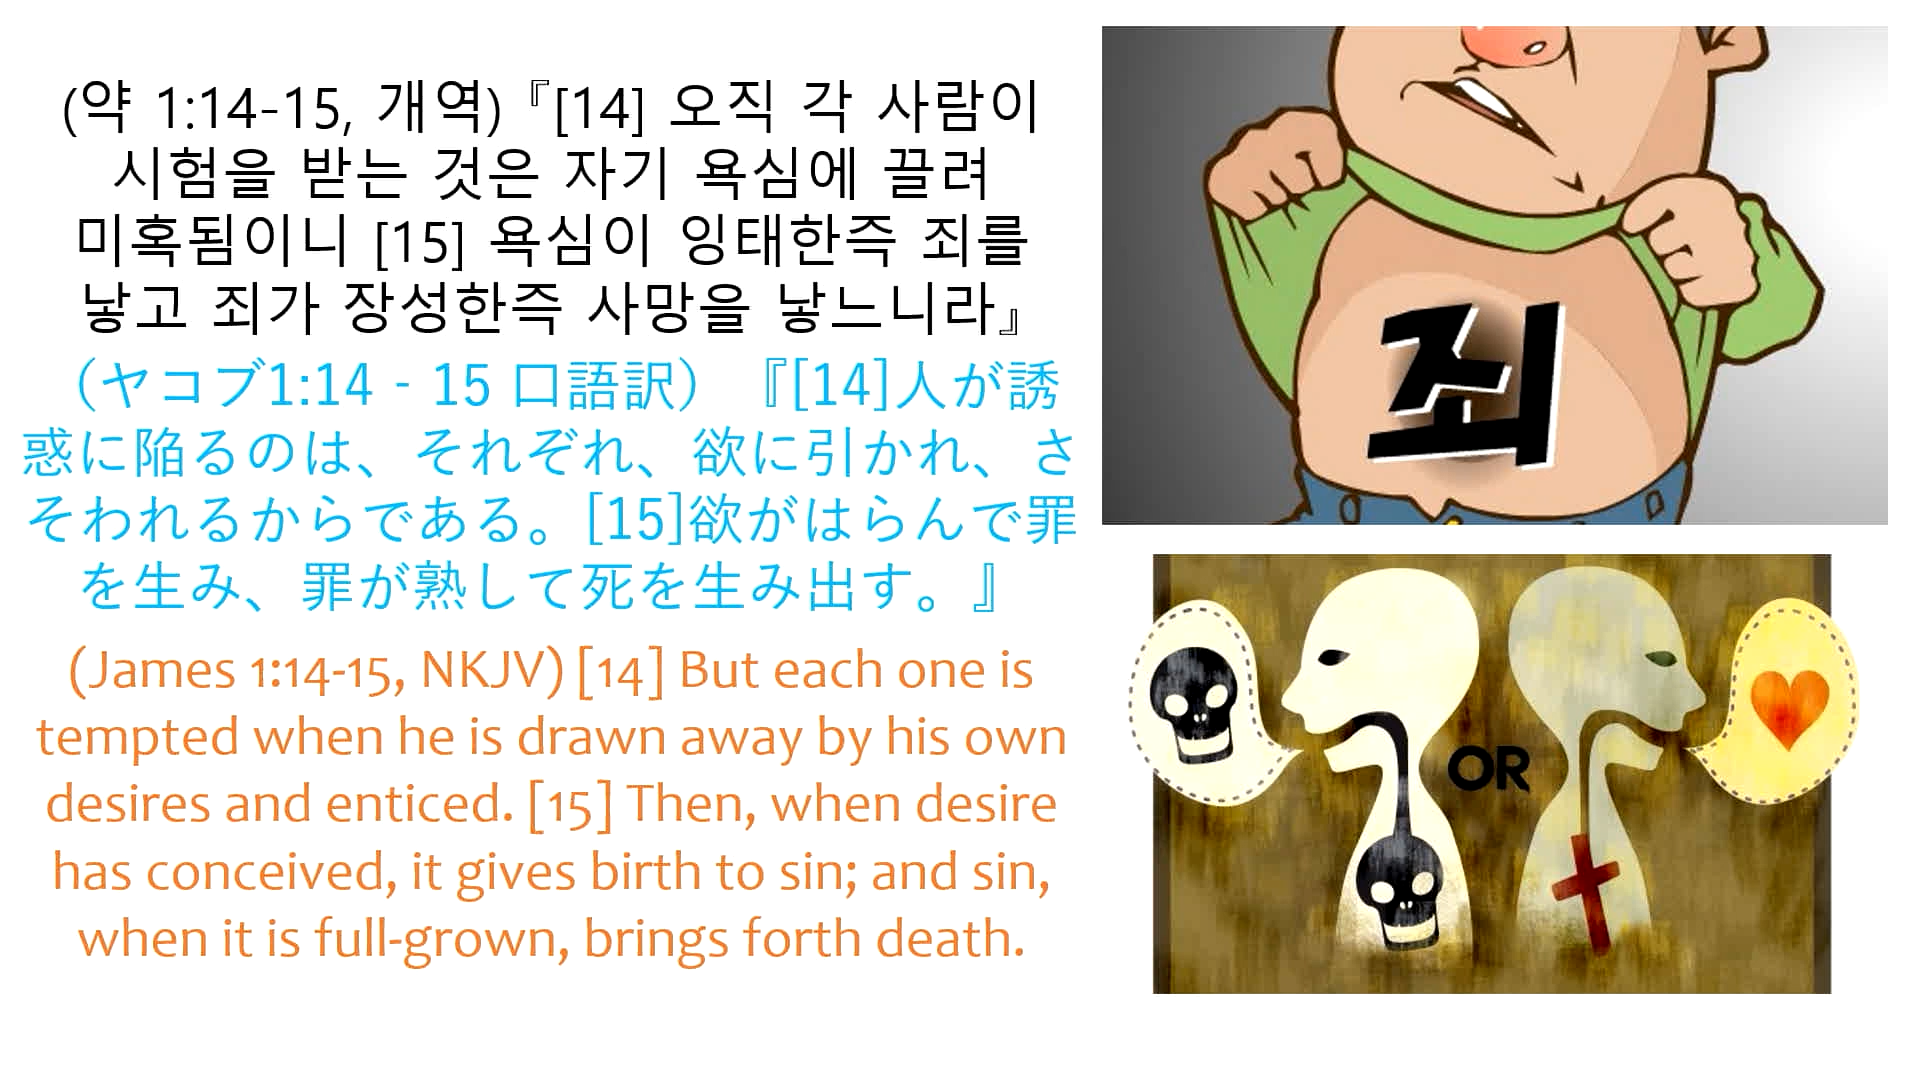 (약 1:14-15, 개역)『[14] 오직 각 사람이
시험을 받는 것은 자기 욕심에 끌려
미혹됨이니 [15] 욕심이 잉태한즉 죄를
낳고 죄가 장성한즉 사망을 낳느니라』
（ヤコブ1:14‐15 口語訳）『[14]人が誘
惑に陥るのは、それぞれ、欲に引かれ、さ
そわれるからである。[15]欲がはらんで罪
を生み、罪が熟して死を生み出す。』
(James 1:14-15, NKJV) [14] But each one is
tempted when he is drawn away by his own
desires and enticed. [15] Then, when desire
has conceived, it gives birth to sin; and sin,
when it is full-grown, brings forth death.
죄
OR